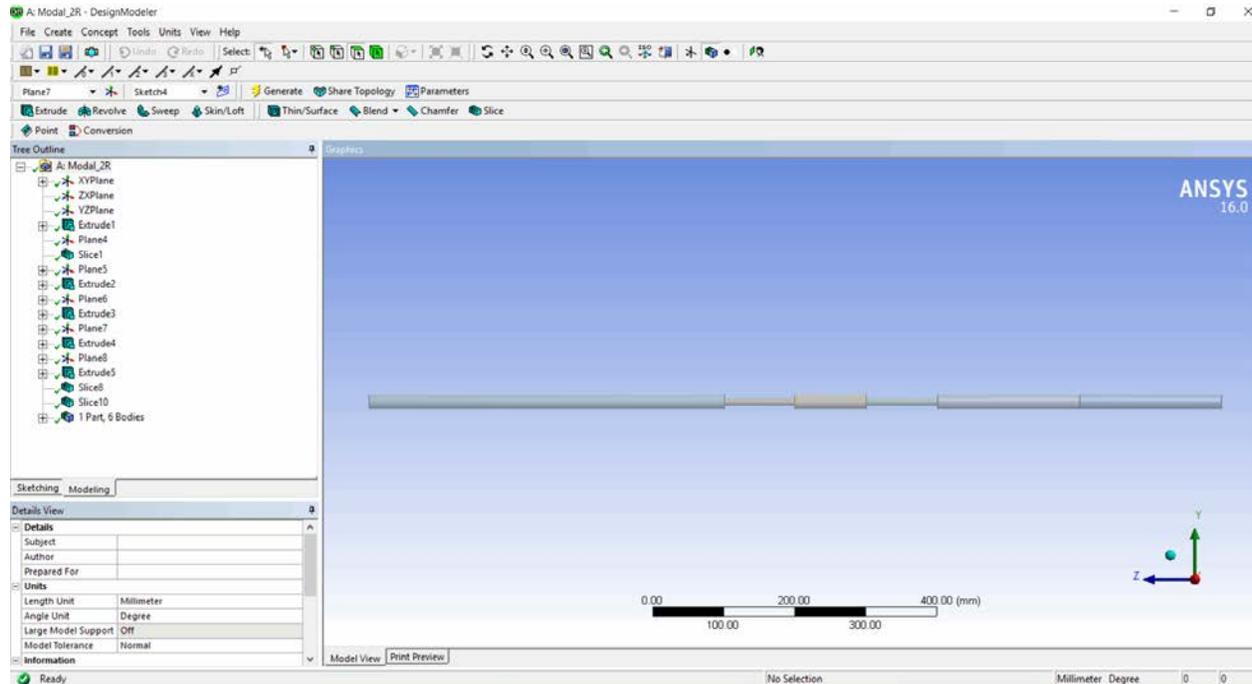 A: Modal_2R - DesignModeler
File Create Concept Tools Units View Help
Undo Redo Select:
Plane7 Sketch4 Generate Share Topology Parameters
Extrude Revolve Sweep Skin/Loft Thin/Surface Blend Chamfer Slice
Point Conversion
Tree Outline
A: Modal_2R
XYPlane
ZXPlane
YZPlane
Extrude1
Plane4
Slice1
Plane5
Extrude2
Plane6
Extrude3
Plane7
Extrude4
Plane8
Extrude5
Slice8
Slice10
1 Part, 6 Bodies
Sketching Modeling
Details View
Details
Subject
Author
Prepared For
Units
Length Unit Millimeter
Angle Unit Degree
Large Model Support Off
Model Tolerance Normal
Information
Graphics
ANSYS
16.0
Y
Z
0.00 200.00 400.00 (mm)
100.00 300.00
Model View Print Preview
Ready No Selection Millimeter Degree 0 0